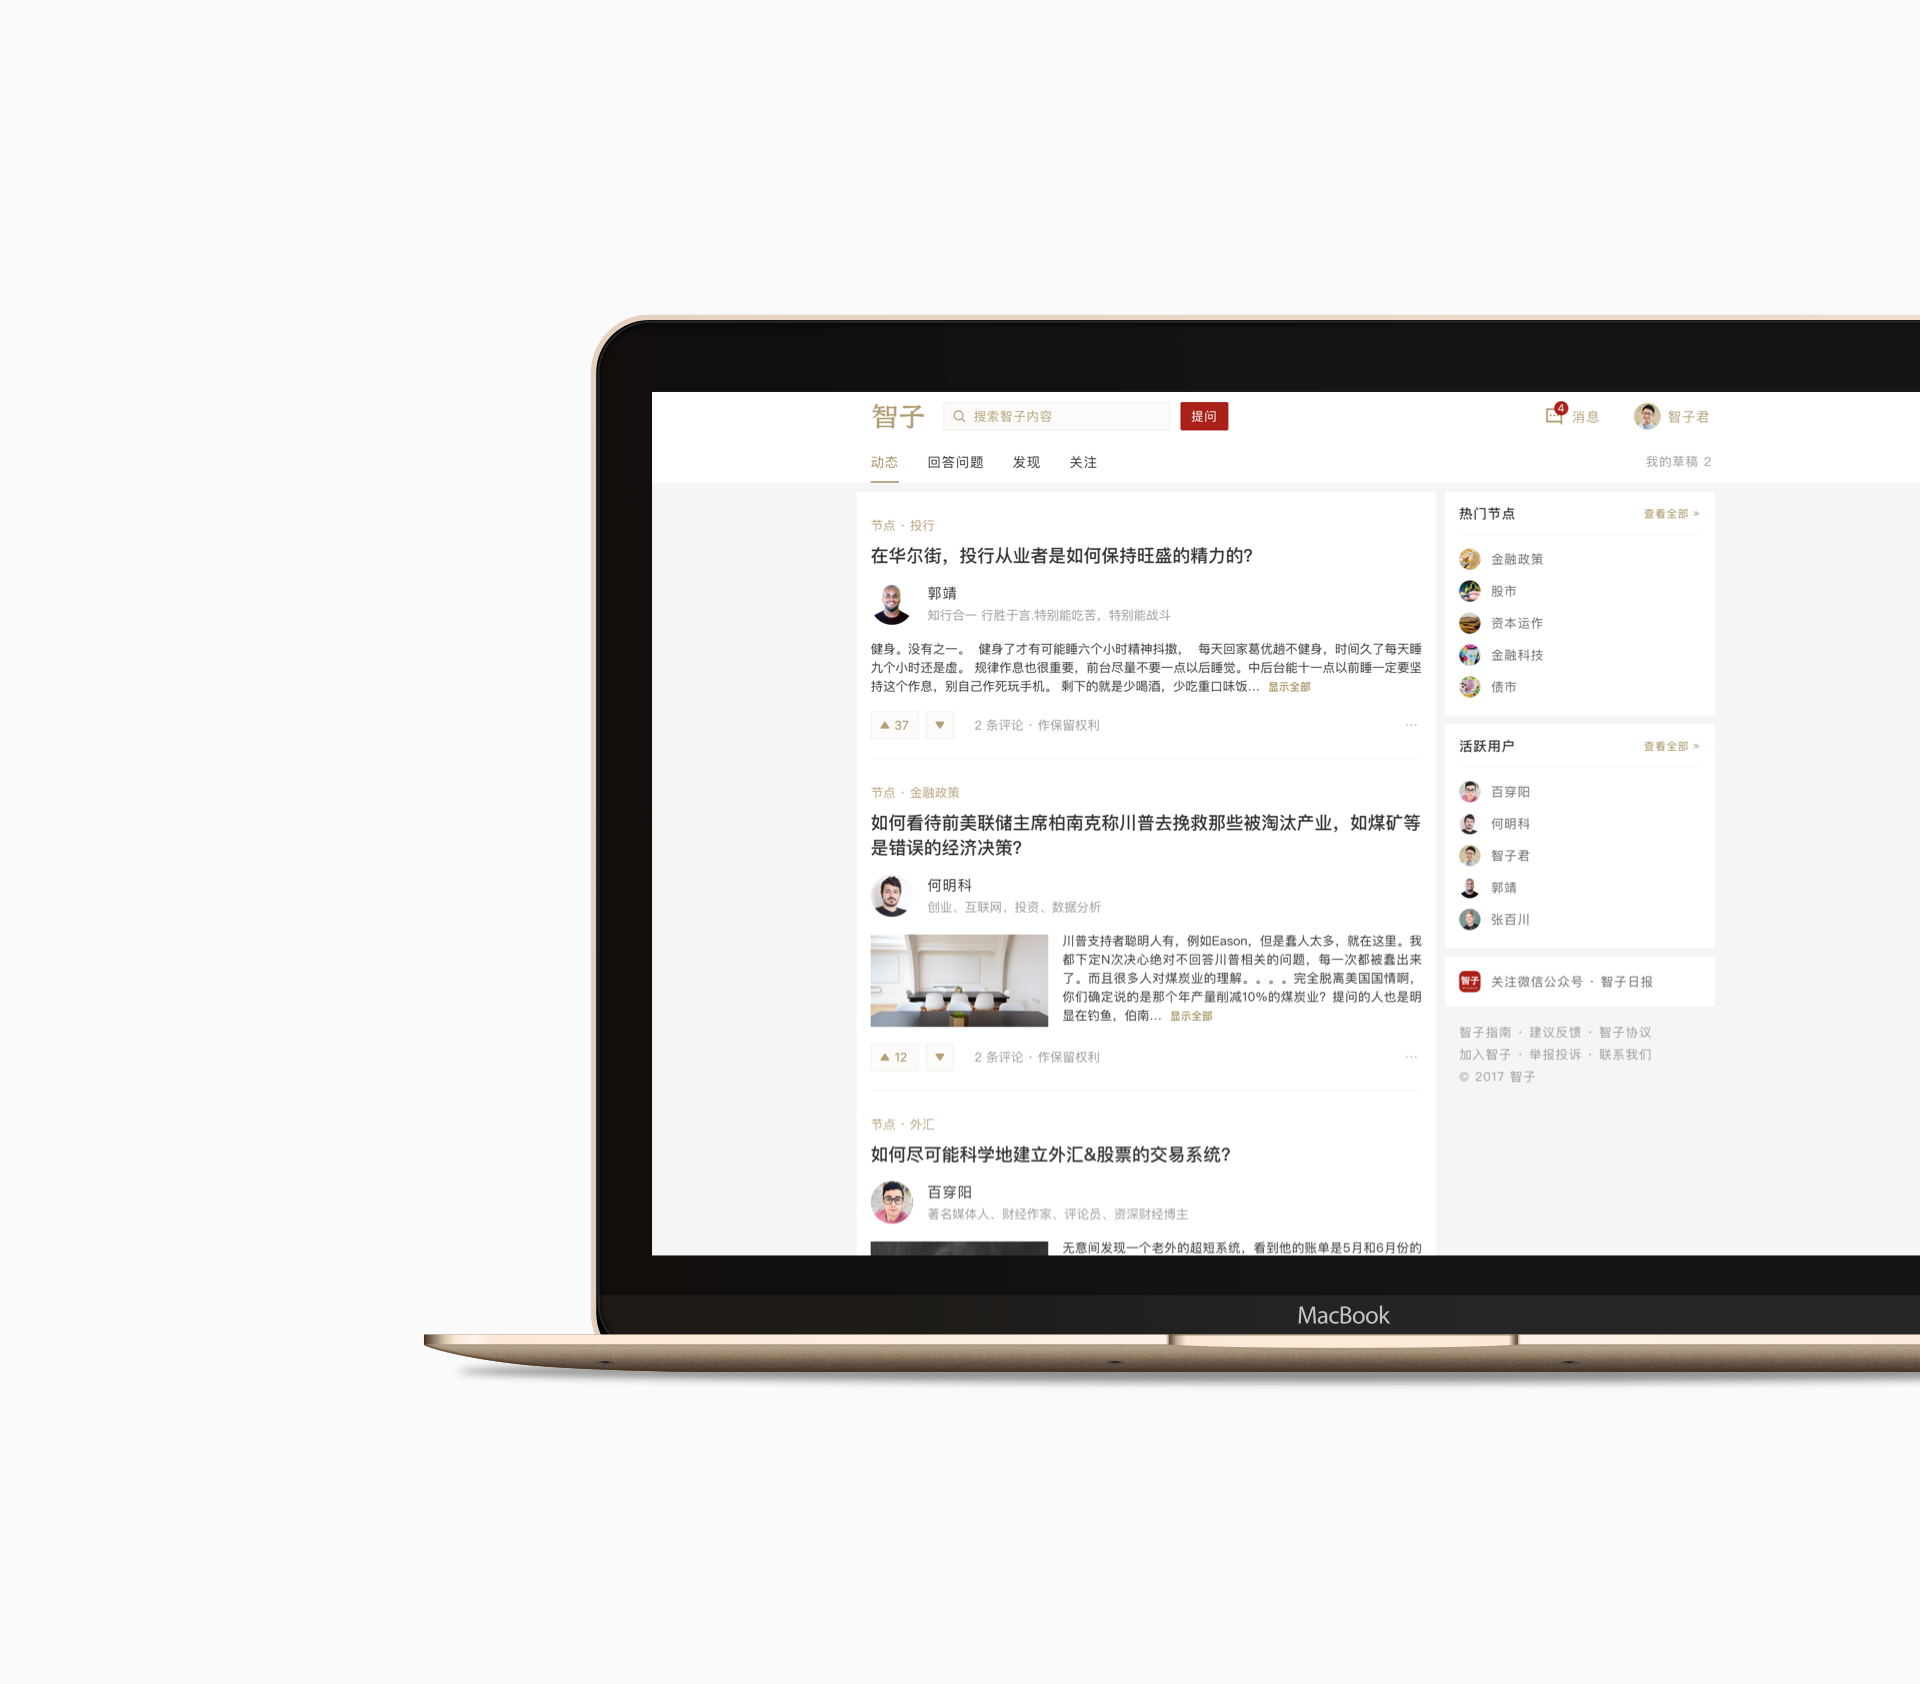 智子
搜索智子内容
提问
4
消息
智子君
动态 回答问题 发现 关注
我的草稿 2
节点 · 投行
在华尔街，投行从业者是如何保持旺盛的精力的？
郭靖
知行合一 行胜于言.特别能吃苦，特别能战斗
健身。没有之一。 健身了才有可能睡六个小时精神抖擞， 每天回家葛优趟不健身，时间久了每天睡
九个小时还是虚。 规律作息也很重要，前台尽量不要一点以后睡觉。中后台能十一点以前睡一定要坚
持这个作息，别自己作死玩手机。 剩下的就是少喝酒，少吃重口味饭... 显示全部
37
2 条评论 · 作保留权利
节点 · 金融政策
如何看待前美联储主席柏南克称川普去挽救那些被淘汰产业，如煤矿等
是错误的经济决策？
何明科
创业、互联网、投资、数据分析
川普支持者聪明人有，例如Eason，但是蠢人太多，就在这里。我
都下定N次决心绝对不回答川普相关的问题，每一次都被蠢出来
了。而且很多人对煤炭业的理解。。。。完全脱离美国国情啊，
你们确定说的是那个年产量削减10%的煤炭业？提问的人也是明
显在钓鱼，伯南... 显示全部
12
2 条评论 · 作保留权利
节点 · 外汇
如何尽可能科学地建立外汇&股票的交易系统？
百穿阳
著名媒体人、财经作家、评论员、资深财经博主
无意间发现一个老外的超短系统，看到他的账单是5月和6月份的
热门节点
查看全部 »
金融政策
股市
资本运作
金融科技
债市
活跃用户
查看全部 »
百穿阳
何明科
智子君
郭靖
张百川
智子
关注微信公众号 · 智子日报
智子指南 · 建议反馈 · 智子协议
加入智子 · 举报投诉 · 联系我们
© 2017 智子
MacBook